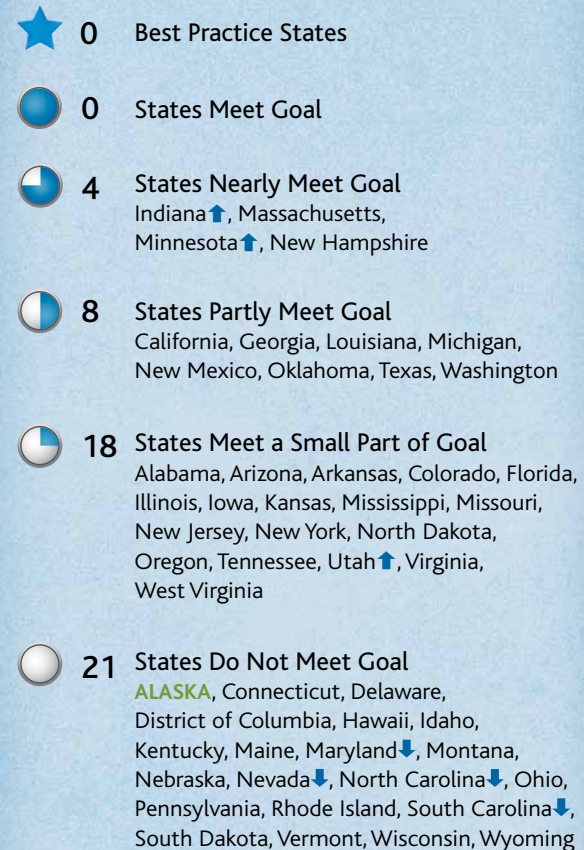 0 Best Practice States
0 States Meet Goal
4 States Nearly Meet Goal
Indiana⬆, Massachusetts,
Minnesota⬆, New Hampshire
8 States Partly Meet Goal
California, Georgia, Louisiana, Michigan,
New Mexico, Oklahoma, Texas, Washington
18 States Meet a Small Part of Goal
Alabama, Arizona, Arkansas, Colorado, Florida,
Illinois, Iowa, Kansas, Mississippi, Missouri,
New Jersey, New York, North Dakota,
Oregon, Tennessee, Utah⬆, Virginia,
West Virginia
21 States Do Not Meet Goal
ALASKA, Connecticut, Delaware,
District of Columbia, Hawaii, Idaho,
Kentucky, Maine, Maryland⬇, Montana,
Nebraska, Nevada⬇, North Carolina⬇, Ohio,
Pennsylvania, Rhode Island, South Carolina⬇,
South Dakota, Vermont, Wisconsin, Wyoming